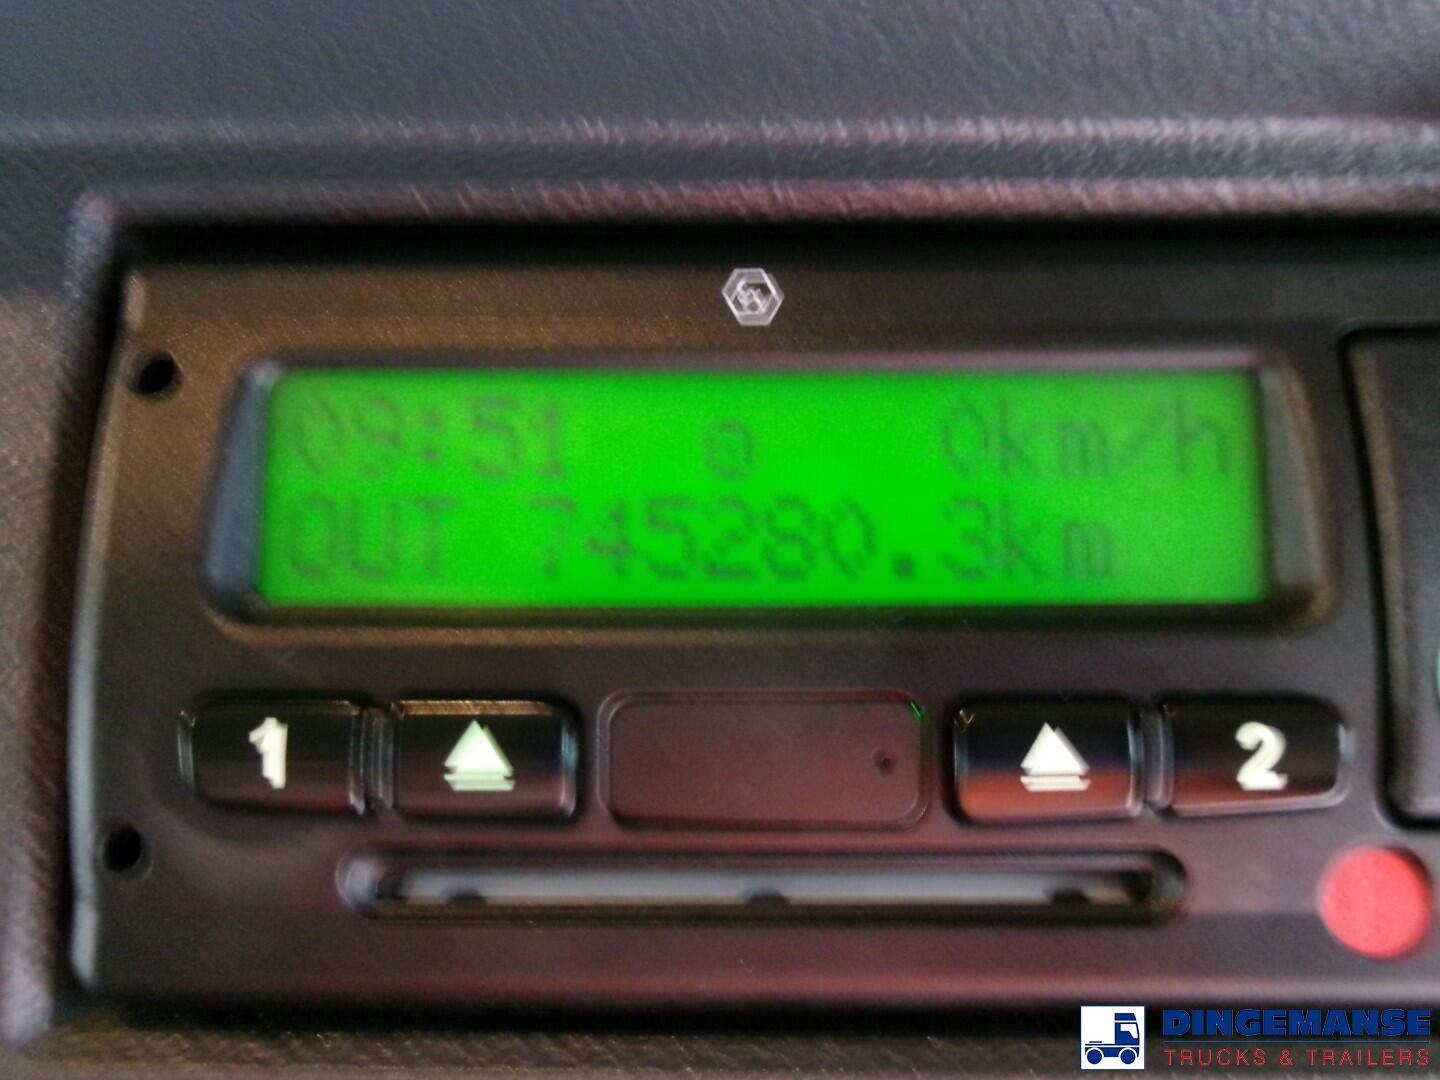 09:51 o 0km/h
OUT 745280.3km
1 2
DINGEMANSE
TRUCKS & TRAILERS